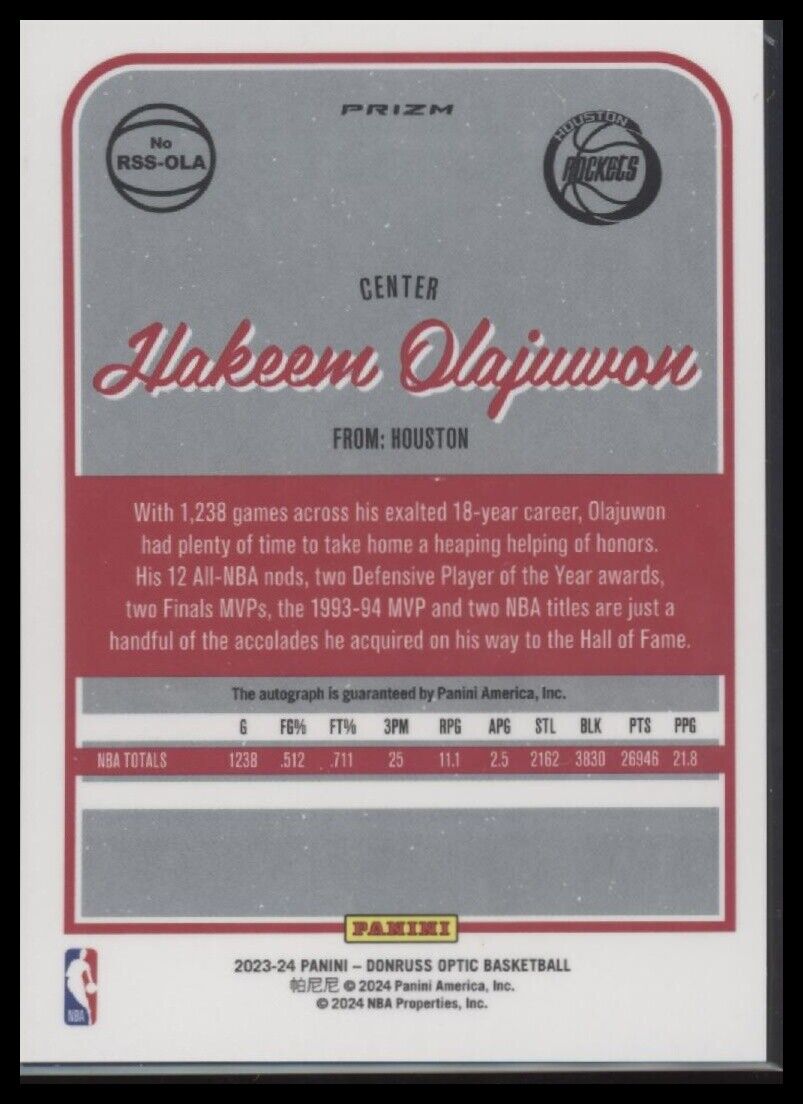 PRIZM
No
RSS-OLA
HOUSTON
ROCKETS
CENTER
Hakeem Olajuwon
FROM: HOUSTON
With 1,238 games across his exalted 18-year career, Olajuwon
had plenty of time to take home a heaping helping of honors.
His 12 All-NBA nods, two Defensive Player of the Year awards,
two Finals MVPs, the 1993-94 MVP and two NBA titles are just a
handful of the accolades he acquired on his way to the Hall of Fame.
The autograph is guaranteed by Panini America, Inc.
G FG% FT% 3PM RPG APG STL BLK PTS PPG
NBA TOTALS 1238 .512 .711 25 11.1 2.5 2162 3830 26946 21.8
PANINI
2023-24 PANINI – DONRUSS OPTIC BASKETBALL
帕尼尼 © 2024 Panini America, Inc.
© 2024 NBA Properties, Inc.
NBA